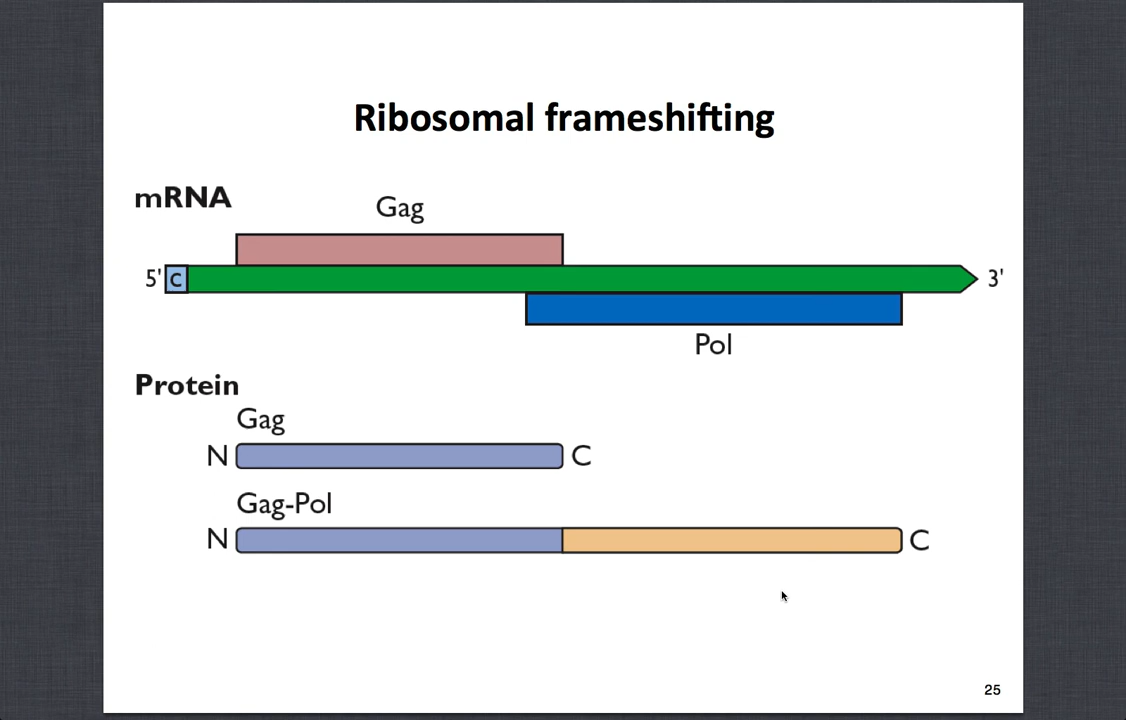 Ribosomal frameshifting
mRNA
Gag
5' c 3'
Pol
Protein
Gag
N C
Gag-Pol
N C
25